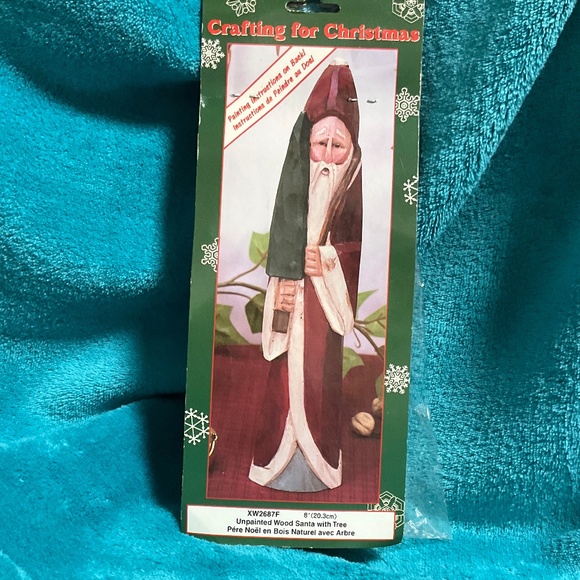 Crafting for Christmas
Painting Instructions on Back!
Instructions de Peindre au Dos!
XW2687F 8"(20.3cm)
Unpainted Wood Santa with Tree
Pére Noël en Bois Naturel avec Arbre